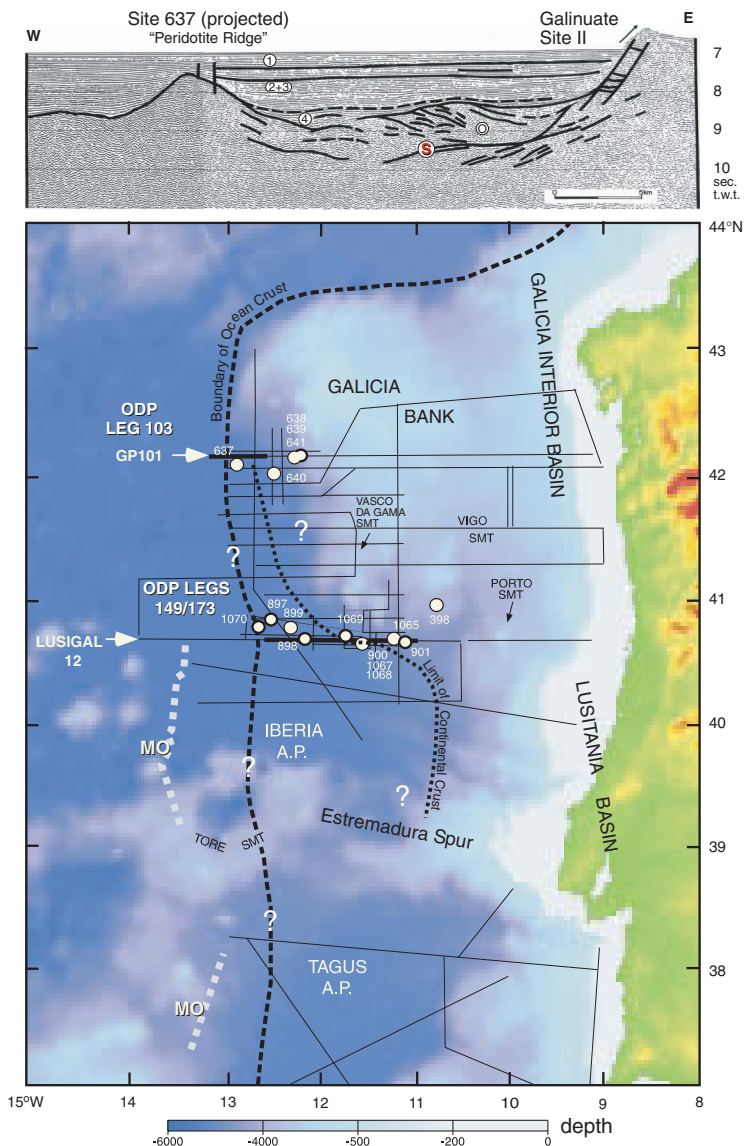 Site 637 (projected)
"Peridotite Ridge"
Galinuate
Site II
W
E
7
8
9
10
sec.
t.w.t.
1
2+3
4
O
S
0 5km
44°N
43
42
41
40
39
38
Boundary of Ocean Crust
GALICIA INTERIOR BASIN
GALICIA
BANK
ODP
LEG 103
GP101
637
638
639
641
640
VASCO
DA GAMA
SMT
VIGO
SMT
?
?
ODP LEGS
149/173
PORTO
SMT
1070
897
899
898
1069
1065
398
900
1067
1068
901
LUSIGAL
12
Limit of Continental Crust
LUSITANIA BASIN
MO
IBERIA
A.P.
?
?
Estremadura Spur
TORE SMT
?
TAGUS
A.P.
MO
15°W
14
13
12
11
10
9
8
-6000
-4000
-500
-200
0
depth